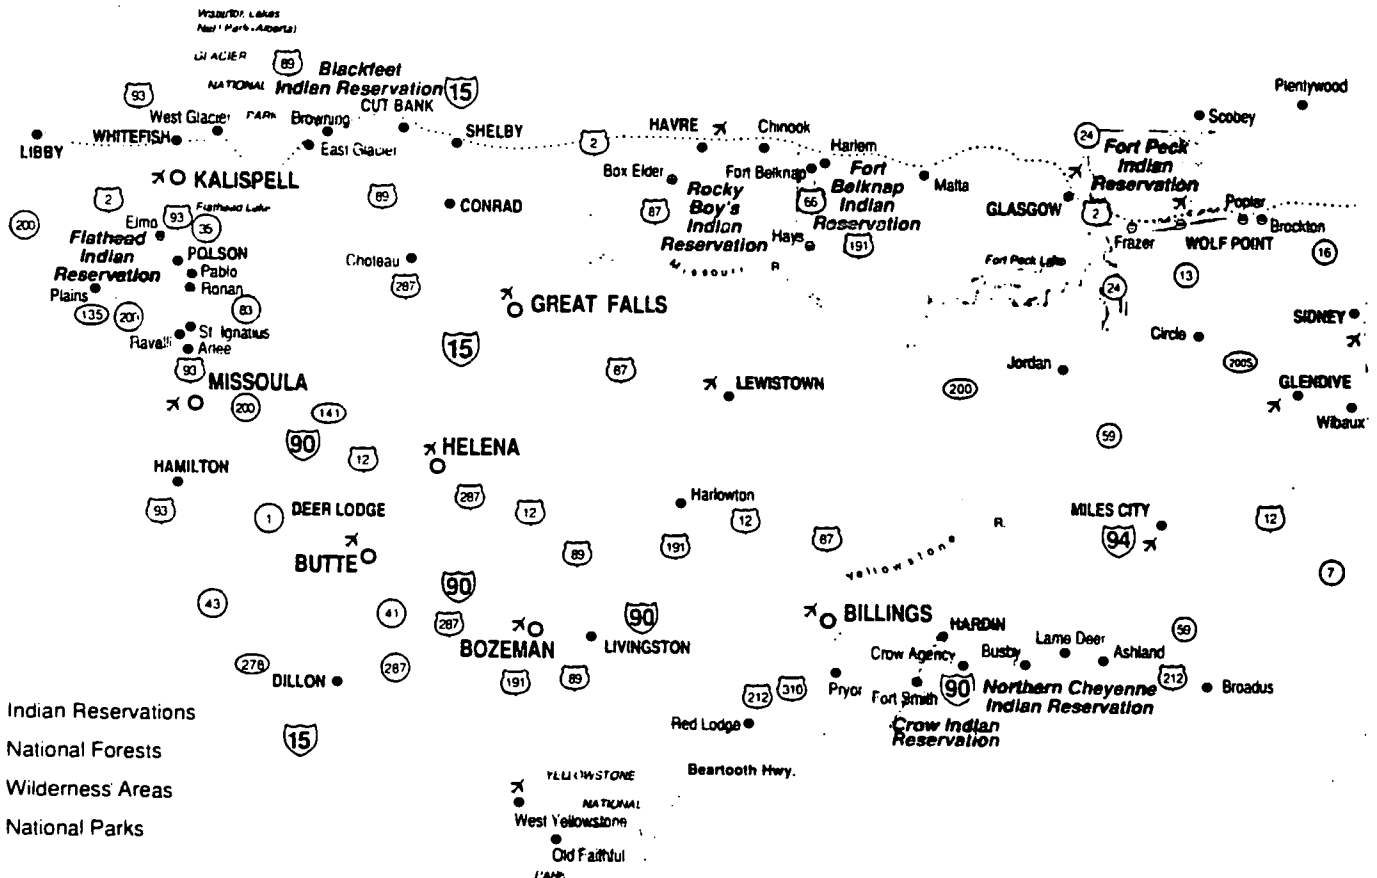 Nat'l Park
GLACIER
89
Blackfeet
NATIONAL
Indian Reservation
15
93
West Glacier
PARK
Browning
CUT BANK
Plentywood
Scobey
LIBBY
WHITEFISH
East Glacier
SHELBY
2
HAVRE
Chinook
Harlem
24
Fort Peck
Indian
Reservation
KALISPELL
89
CONRAD
Box Elder
Fort Belknap
Rocky
Boy's
Indian
Reservation
87
66
Fort
Belknap
Indian
Reservation
Malta
GLASGOW
2
2
200
Elmo
93
35
Flathead Lake
Flathead
Indian
Reservation
POLSON
Pablo
Ronan
Plains
135
200
83
Choteau
287
Hays
191
Missouri R.
Fort Peck Lake
Frazer
WOLF POINT
Poplar
Brockton
16
13
24
Ravalli
St. Ignatius
Arlee
93
GREAT FALLS
15
87
Circle
SIDNEY
MISSOULA
200
141
LEWISTOWN
200
Jordan
200S
GLENDIVE
Wibaux
90
12
HELENA
59
HAMILTON
93
1
DEER LODGE
287
12
Harlowton
12
87
191
89
Yellowstone R.
MILES CITY
94
12
BUTTE
90
7
43
41
287
BOZEMAN
LIVINGSTON
90
BILLINGS
HARDIN
Crow Agency
Busby
Lame Deer
Ashland
59
278
DILLON
287
191
89
212
310
Pryor
Fort Smith
90
Northern Cheyenne
Indian Reservation
212
Broadus
Crow Indian
Reservation
Red Lodge
15
Beartooth Hwy.
YELLOWSTONE
NATIONAL
West Yellowstone
Old Faithful
PARK
Indian Reservations
National Forests
Wilderness Areas
National Parks